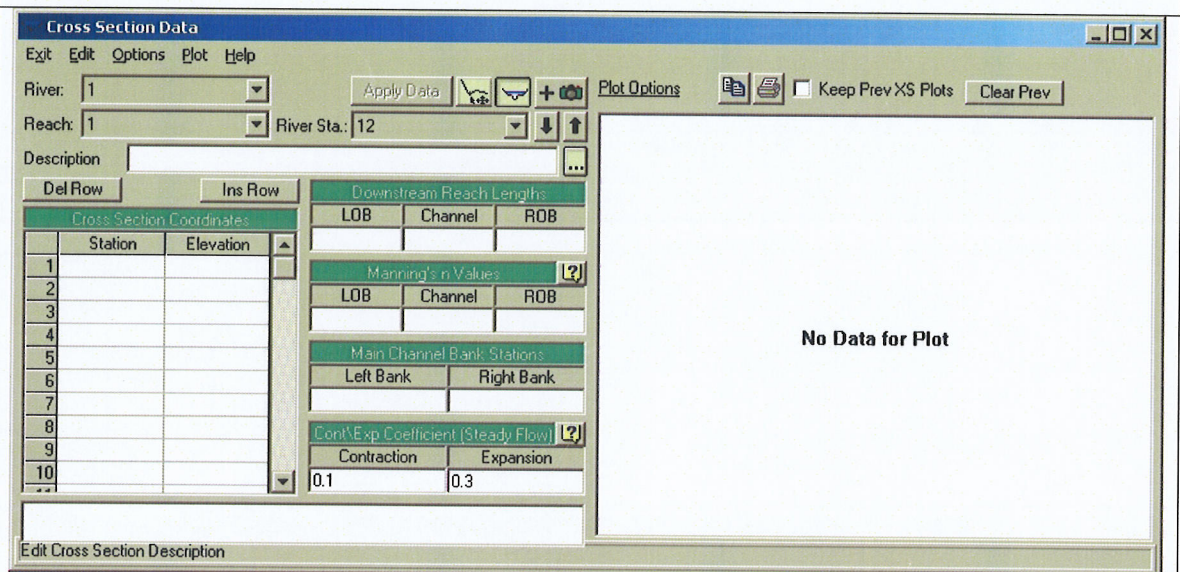 Cross Section Data
Exit Edit Options Plot Help
River: 1 Apply Data Plot Options Keep Prev XS Plots Clear Prev
Reach: 1 River Sta.: 12
Description ...
Del Row Ins Row
Downstream Reach Lengths
LOB Channel ROB
Cross Section Coordinates
Station Elevation
1
2
3
4
5
6
7
8
9
10
Manning's n Values
LOB Channel ROB
Main Channel Bank Stations
Left Bank Right Bank
Cont\Exp Coefficient (Steady Flow)
Contraction Expansion
0.1 0.3
No Data for Plot
Edit Cross Section Description